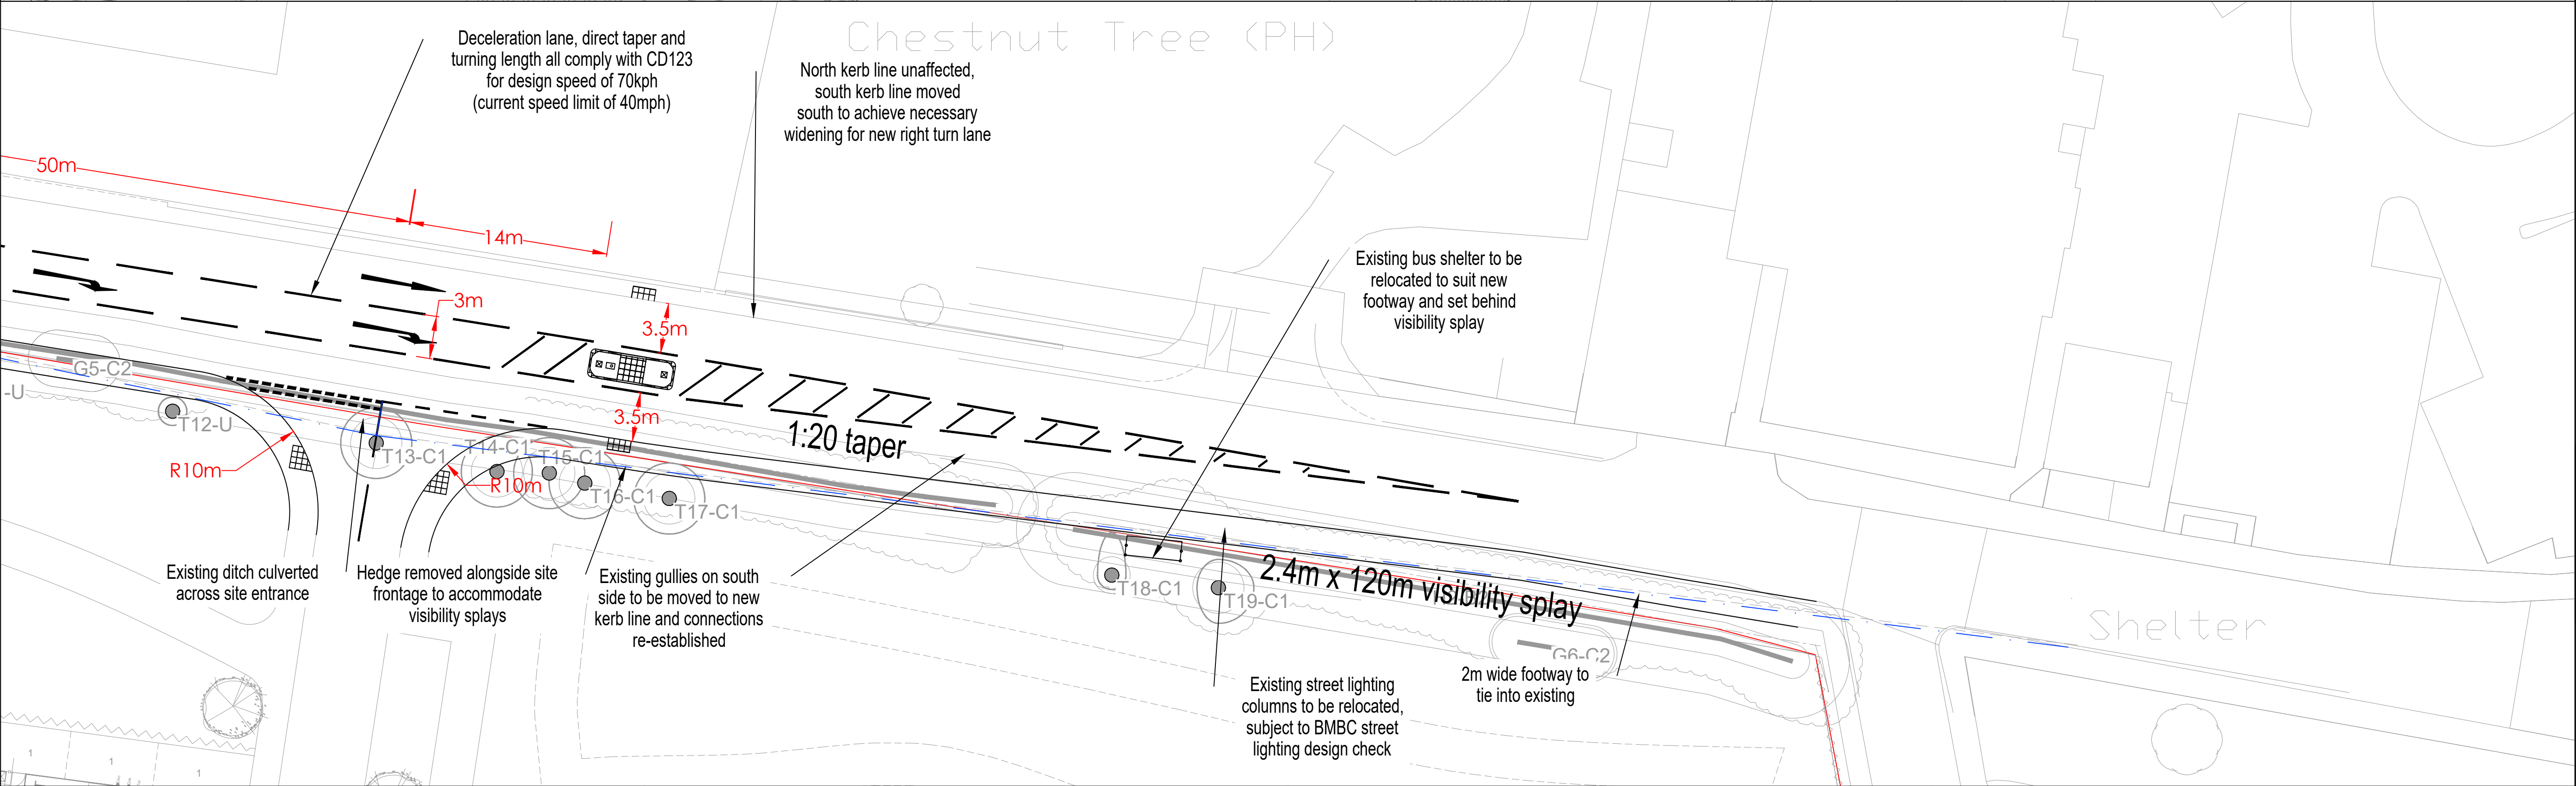 Chestnut Tree (PH)
Deceleration lane, direct taper and
turning length all comply with CD123
for design speed of 70kph
(current speed limit of 40mph)
North kerb line unaffected,
south kerb line moved
south to achieve necessary
widening for new right turn lane
50m
14m
3m
3.5m
3.5m
Existing bus shelter to be
relocated to suit new
footway and set behind
visibility splay
G5-C2
-U
T12-U
T13-C1
T14-C1
T15-C1
T16-C1
T17-C1
R10m
R10m
1:20 taper
Existing ditch culverted
across site entrance
Hedge removed alongside site
frontage to accommodate
visibility splays
Existing gullies on south
side to be moved to new
kerb line and connections
re-established
T18-C1
T19-C1
2.4m x 120m visibility splay
G6-C2
2m wide footway to
tie into existing
Existing street lighting
columns to be relocated,
subject to BMBC street
lighting design check
Shelter
1
1
1